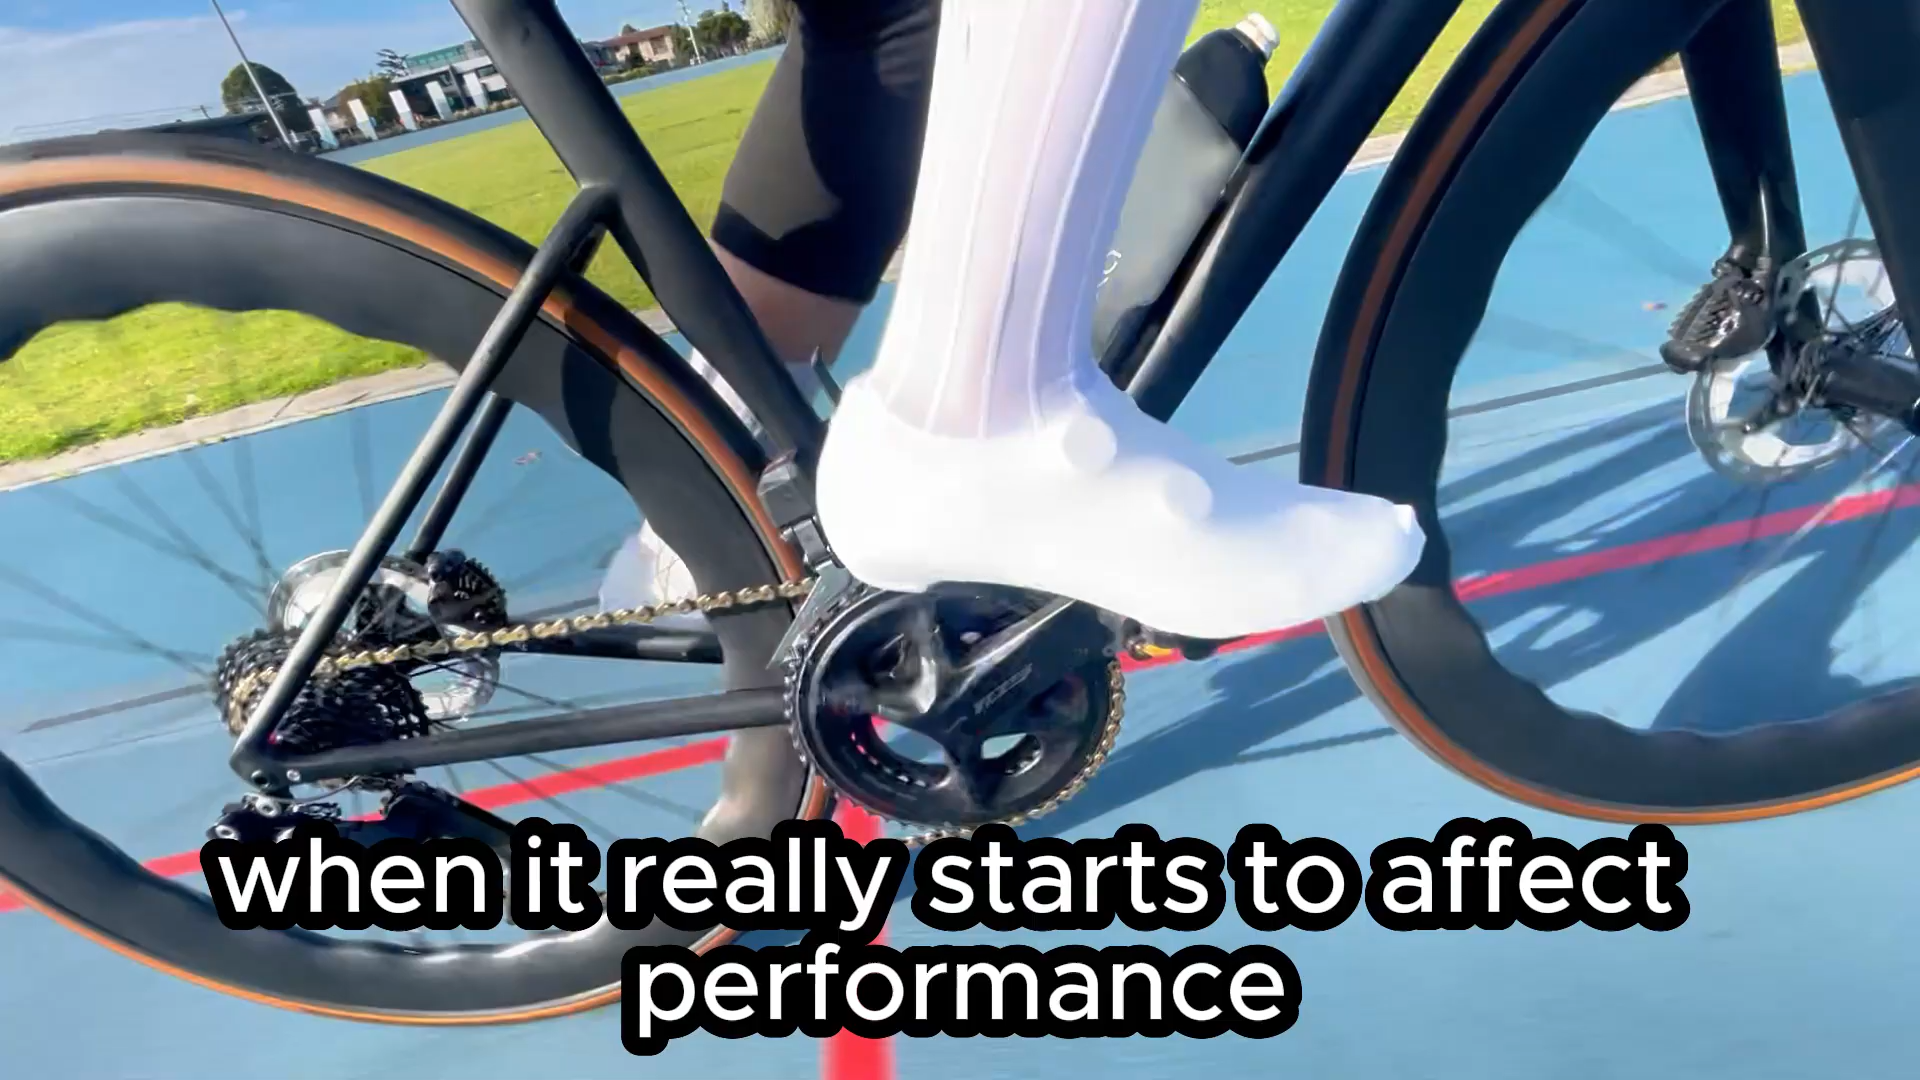 when it really starts to affect
performance